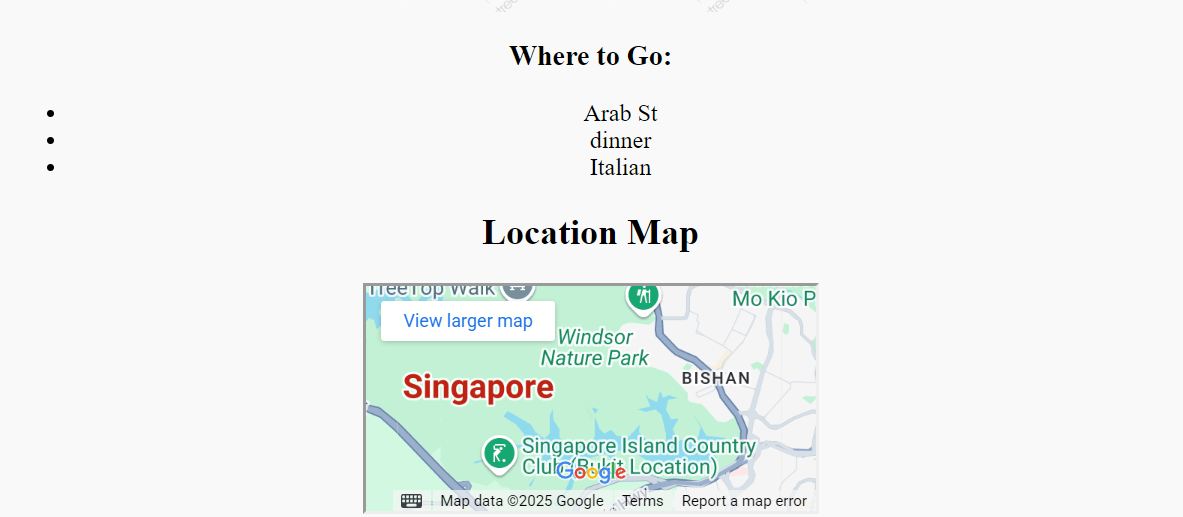 Where to Go:
Arab St
dinner
Italian
Location Map
TreeTop Walk
Mo Kio P
View larger map
Windsor
Nature Park
BISHAN
Singapore
Singapore Island Country
Club (Bukit Location)
Google
Map data ©2025 Google
Terms
Report a map error